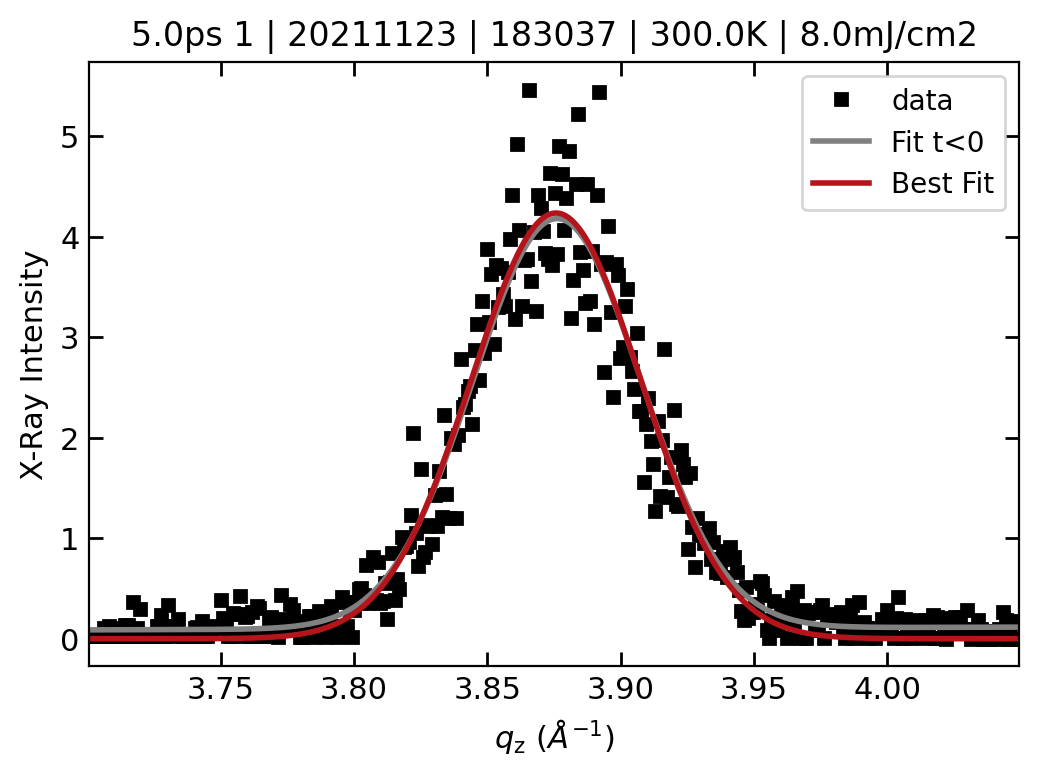 5.0ps 1 | 20211123 | 183037 | 300.0K | 8.0mJ/cm2
data
Fit t<0
Best Fit
X-Ray Intensity
5
4
3
2
1
0
3.75 3.80 3.85 3.90 3.95 4.00
q_z (Å⁻¹)